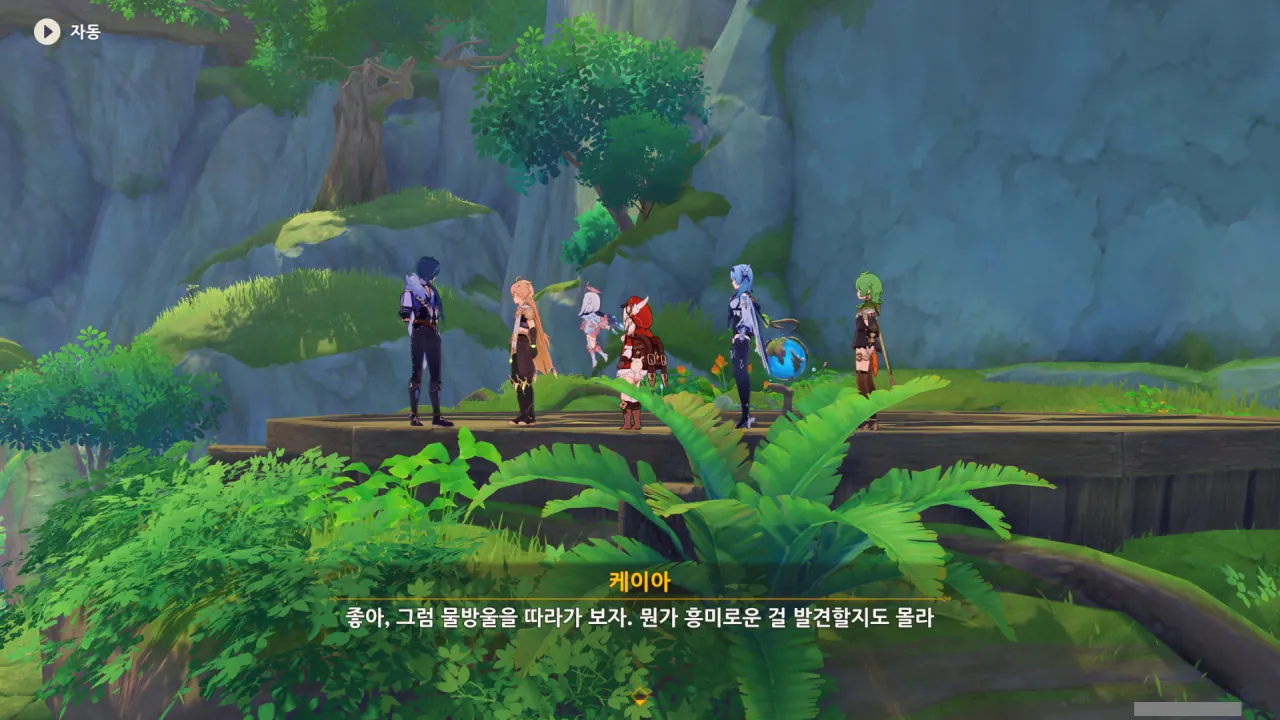 자동
케이아
좋아, 그럼 물방울을 따라가 보자. 뭔가 흥미로운 걸 발견할지도 몰라